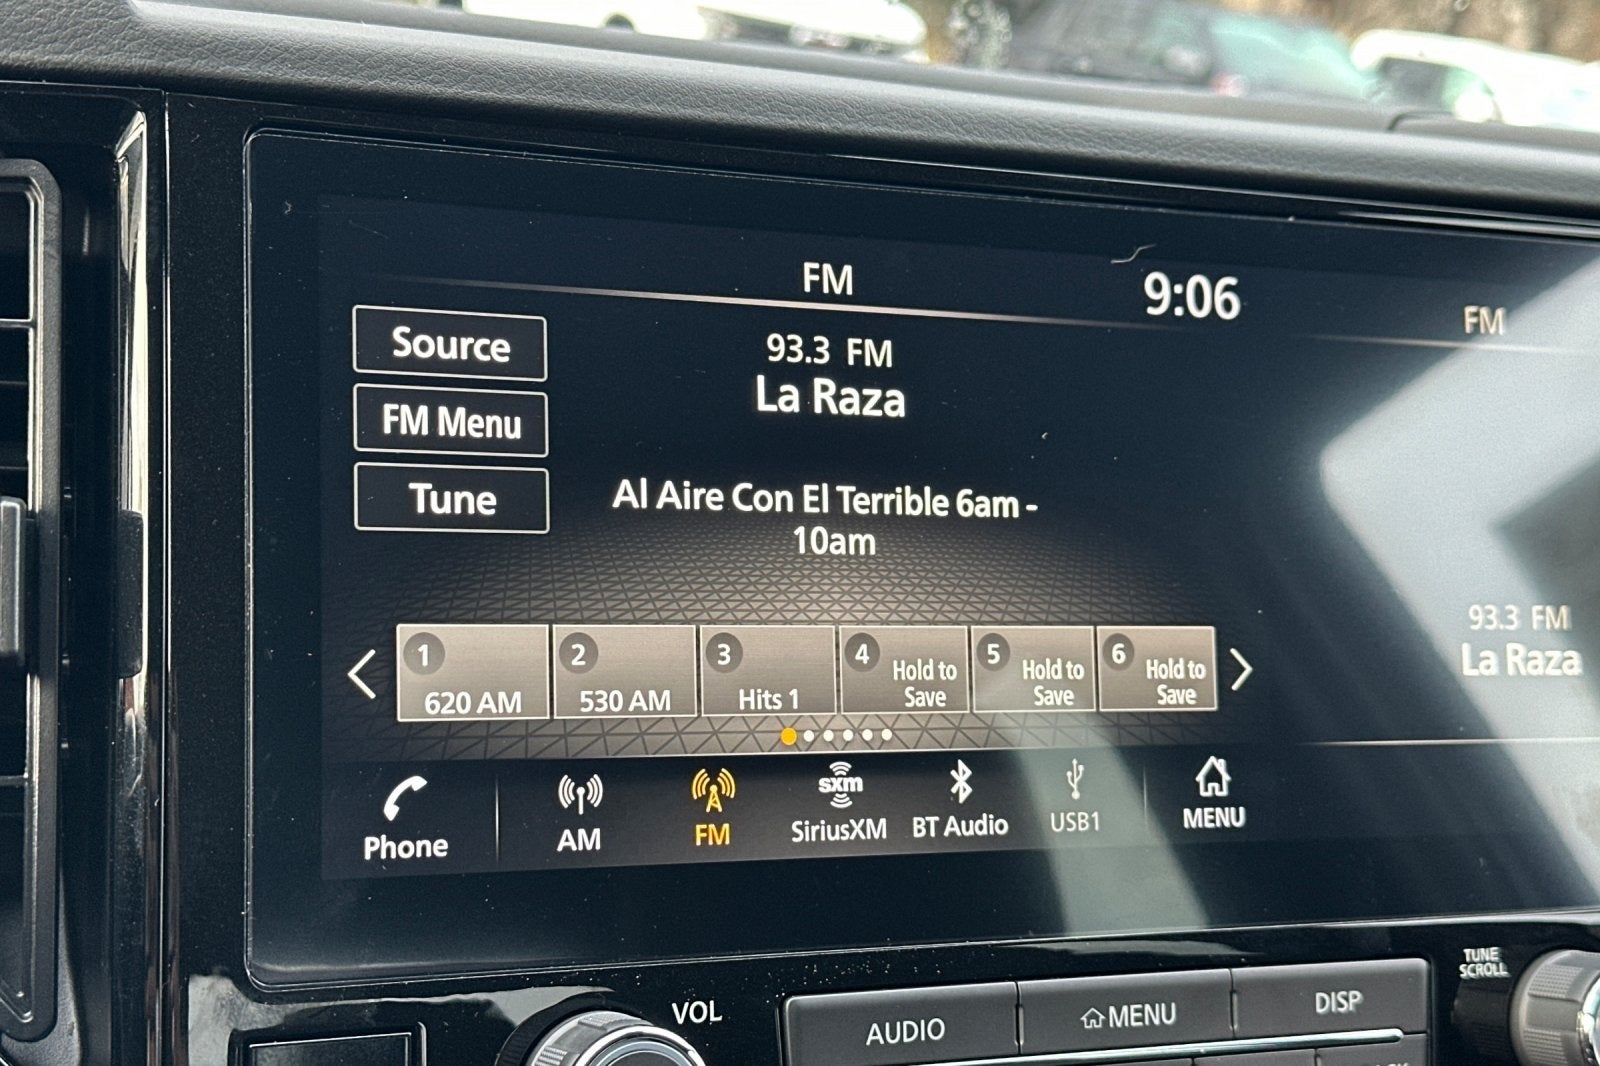 FM
9:06
FM
Source
FM Menu
Tune
93.3 FM
La Raza
Al Aire Con El Terrible 6am -
10am
93.3 FM
La Raza
1
620 AM
2
530 AM
3
Hits 1
4
Hold to
Save
5
Hold to
Save
6
Hold to
Save
Phone
AM
FM
sxm
SiriusXM
BT Audio
USB1
MENU
VOL
AUDIO
MENU
DISP
TUNE
SCROLL